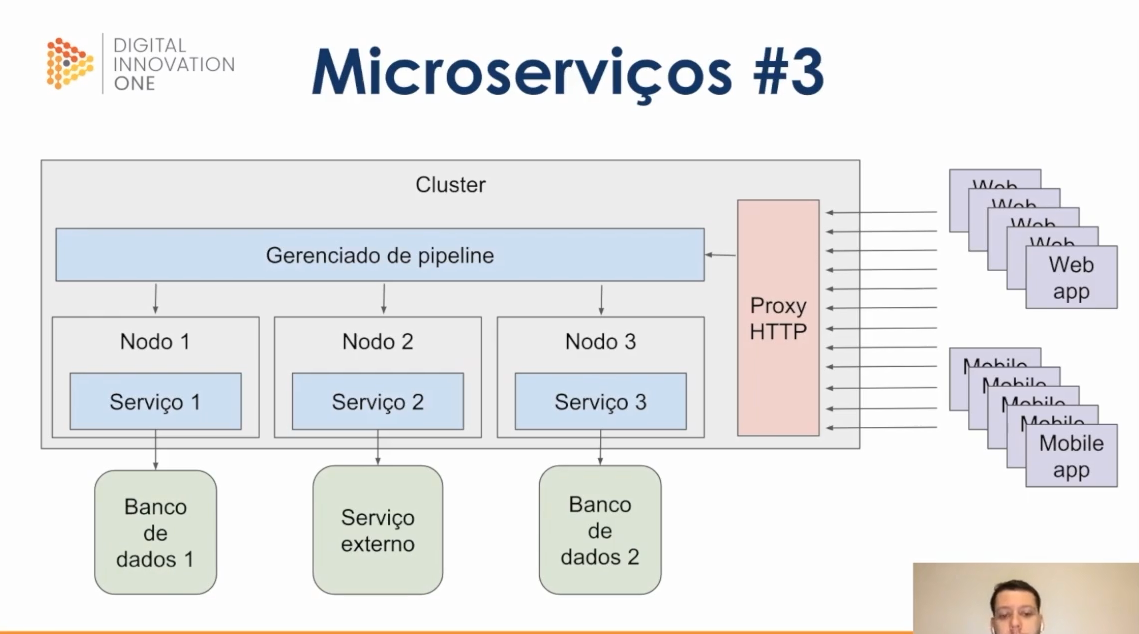 DIGITAL
INNOVATION
ONE
Microserviços #3
Cluster
Gerenciado de pipeline
Nodo 1
Nodo 2
Nodo 3
Serviço 1
Serviço 2
Serviço 3
Proxy
HTTP
Web
Web
Web
Web
Web
app
Mobile
Mobile
Mobile
Mobile
Mobile
app
Banco
de
dados 1
Serviço
externo
Banco
de
dados 2